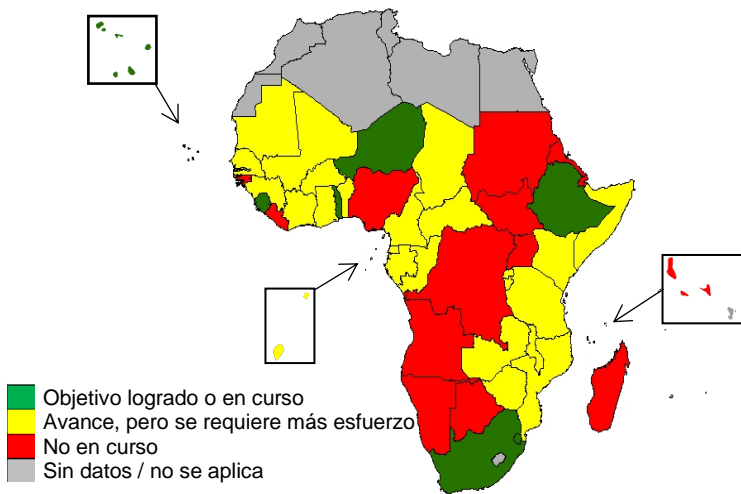 Objetivo logrado o en curso
Avance, pero se requiere más esfuerzo
No en curso
Sin datos / no se aplica